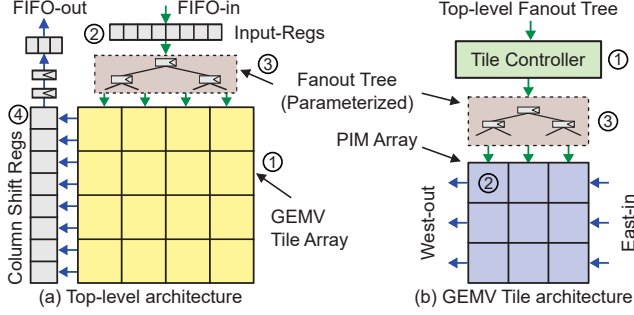 FIFO-out
FIFO-in
② Input-Regs
③
Fanout Tree
(Parameterized)
④
Column Shift Regs
①
GEMV
Tile Array
(a) Top-level architecture
Top-level Fanout Tree
Tile Controller ①
③
PIM Array
②
West-out
East-in
(b) GEMV Tile architecture